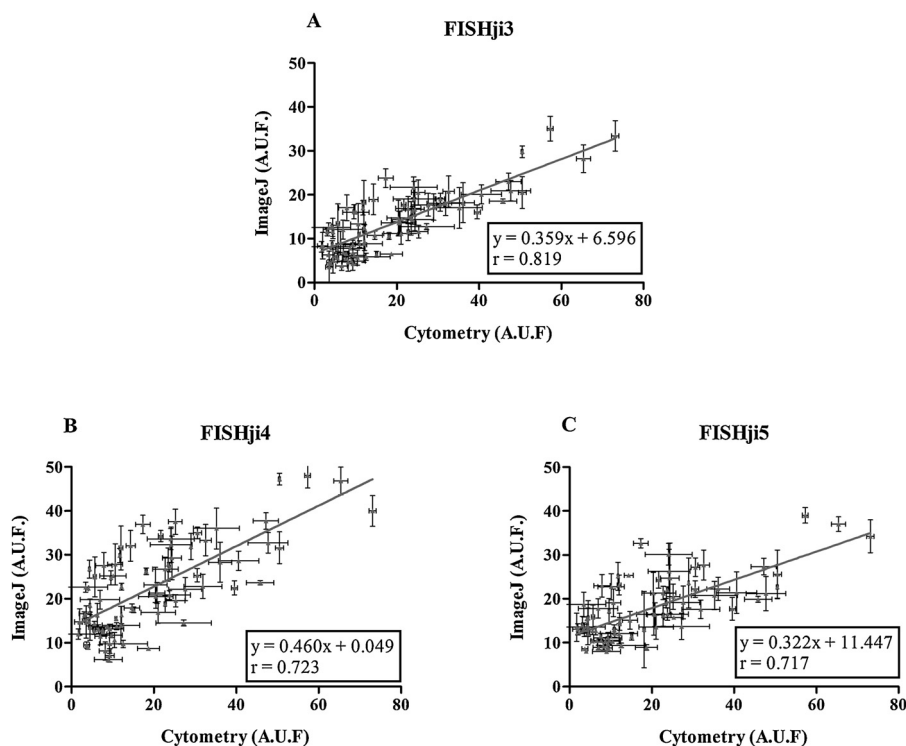 A
FISHji3
50
40
30
20
10
0
ImageJ (A.U.F.)
y = 0.359x + 6.596
r = 0.819
0 20 40 60 80
Cytometry (A.U.F)
B
FISHji4
50
40
30
20
10
0
ImageJ (A.U.F.)
y = 0.460x + 0.049
r = 0.723
0 20 40 60 80
Cytometry (A.U.F)
C
FISHji5
50
40
30
20
10
0
ImageJ (A.U.F.)
y = 0.322x + 11.447
r = 0.717
0 20 40 60 80
Cytometry (A.U.F)